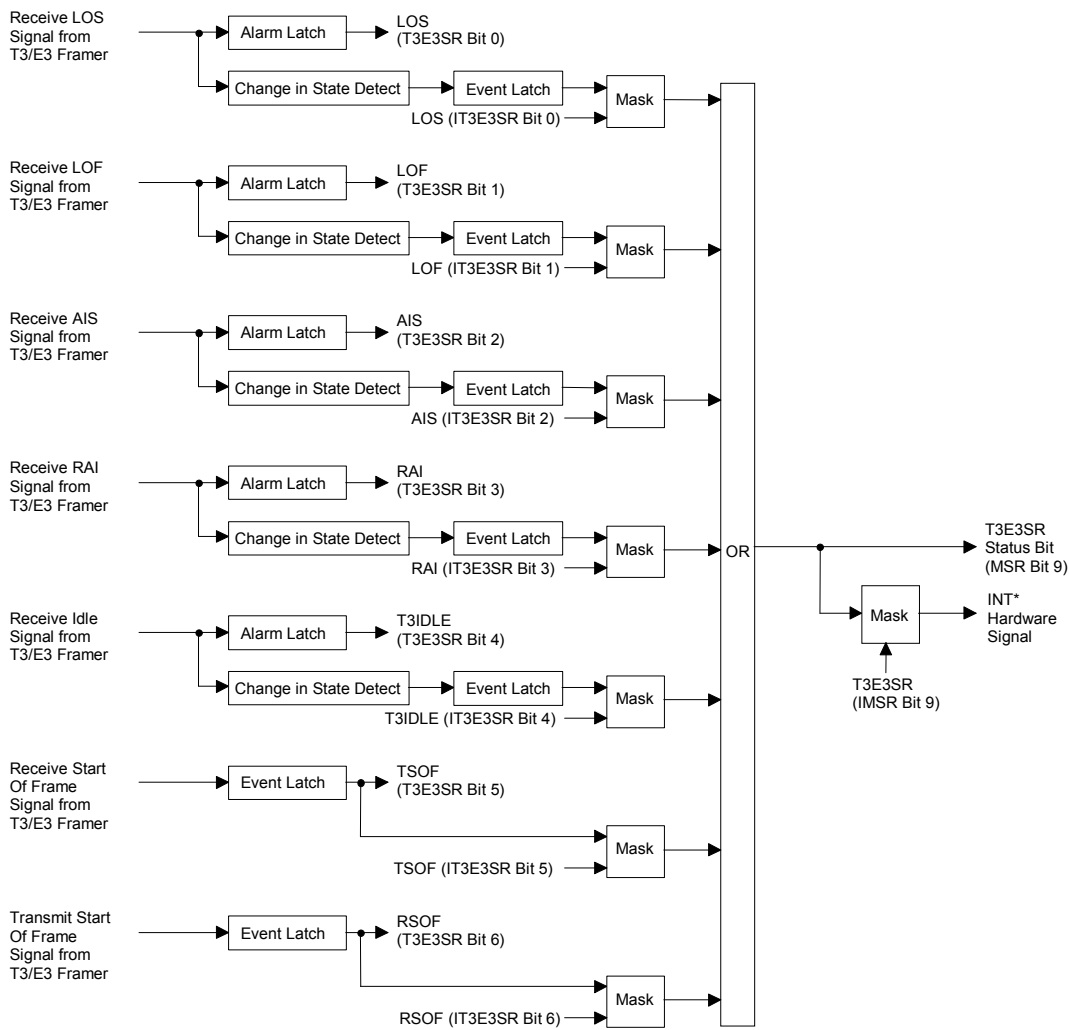 Receive LOS
Signal from
T3/E3 Framer
Alarm Latch
LOS
(T3E3SR Bit 0)
Change in State Detect
Event Latch
LOS (IT3E3SR Bit 0)
Mask
Receive LOF
Signal from
T3/E3 Framer
Alarm Latch
LOF
(T3E3SR Bit 1)
Change in State Detect
Event Latch
LOF (IT3E3SR Bit 1)
Mask
Receive AIS
Signal from
T3/E3 Framer
Alarm Latch
AIS
(T3E3SR Bit 2)
Change in State Detect
Event Latch
AIS (IT3E3SR Bit 2)
Mask
Receive RAI
Signal from
T3/E3 Framer
Alarm Latch
RAI
(T3E3SR Bit 3)
Change in State Detect
Event Latch
RAI (IT3E3SR Bit 3)
Mask
Receive Idle
Signal from
T3/E3 Framer
Alarm Latch
T3IDLE
(T3E3SR Bit 4)
Change in State Detect
Event Latch
T3IDLE (IT3E3SR Bit 4)
Mask
Receive Start
Of Frame
Signal from
T3/E3 Framer
Event Latch
TSOF
(T3E3SR Bit 5)
TSOF (IT3E3SR Bit 5)
Mask
Transmit Start
Of Frame
Signal from
T3/E3 Framer
Event Latch
RSOF
(T3E3SR Bit 6)
RSOF (IT3E3SR Bit 6)
Mask
OR
T3E3SR
Status Bit
(MSR Bit 9)
Mask
INT*
Hardware
Signal
T3E3SR
(IMSR Bit 9)